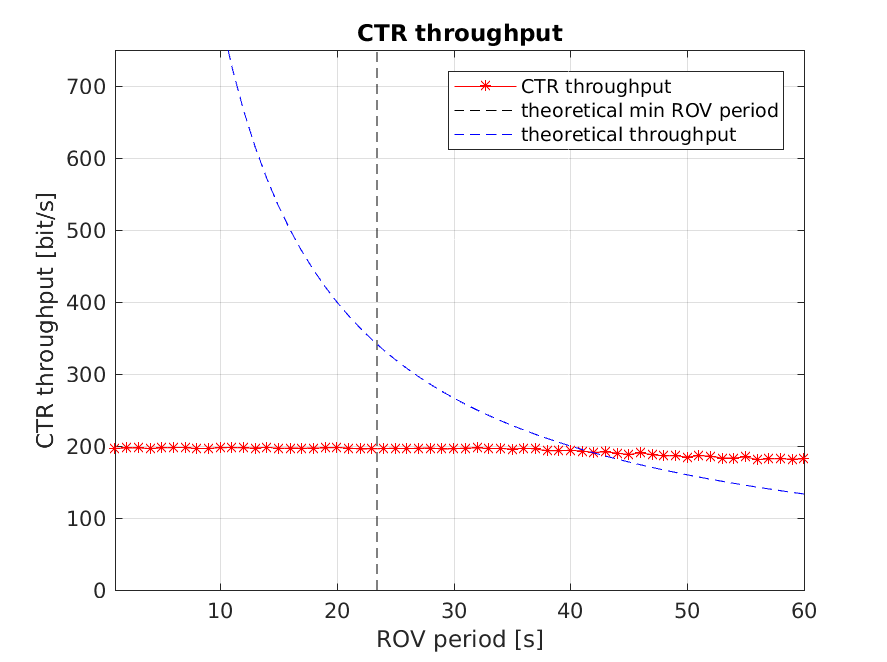 CTR throughput
CTR throughput
theoretical min ROV period
theoretical throughput
CTR throughput [bit/s]
700
600
500
400
300
200
100
0
10 20 30 40 50 60
ROV period [s]